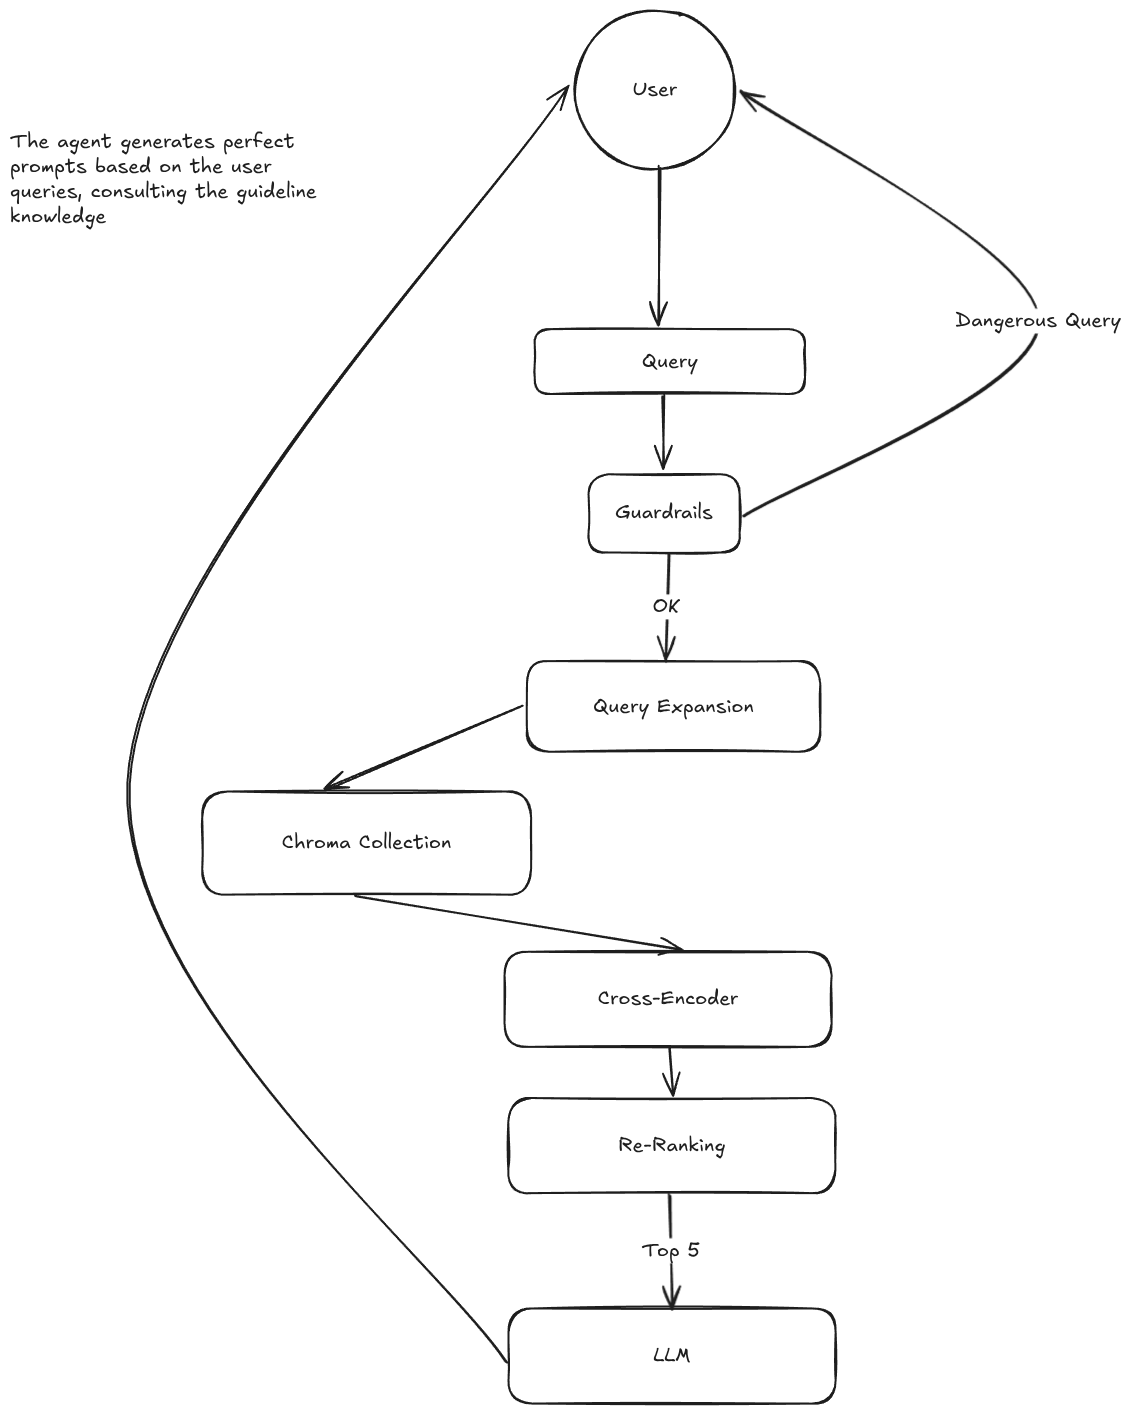 User
The agent generates perfect
prompts based on the user
queries, consulting the guideline
knowledge
Dangerous Query
Query
Guardrails
OK
Query Expansion
Chroma Collection
Cross-Encoder
Re-Ranking
Top 5
LLM